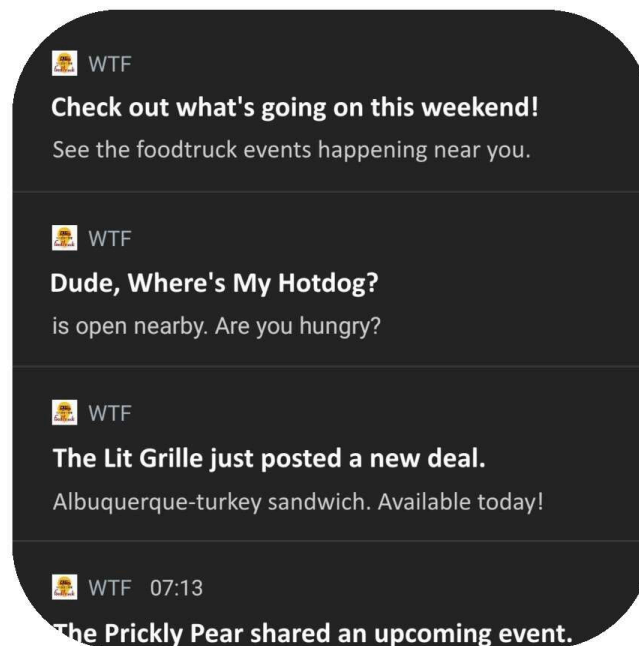 WTF
Check out what's going on this weekend!
See the foodtruck events happening near you.
WTF
Dude, Where's My Hotdog?
is open nearby. Are you hungry?
WTF
The Lit Grille just posted a new deal.
Albuquerque-turkey sandwich. Available today!
WTF 07:13
The Prickly Pear shared an upcoming event.